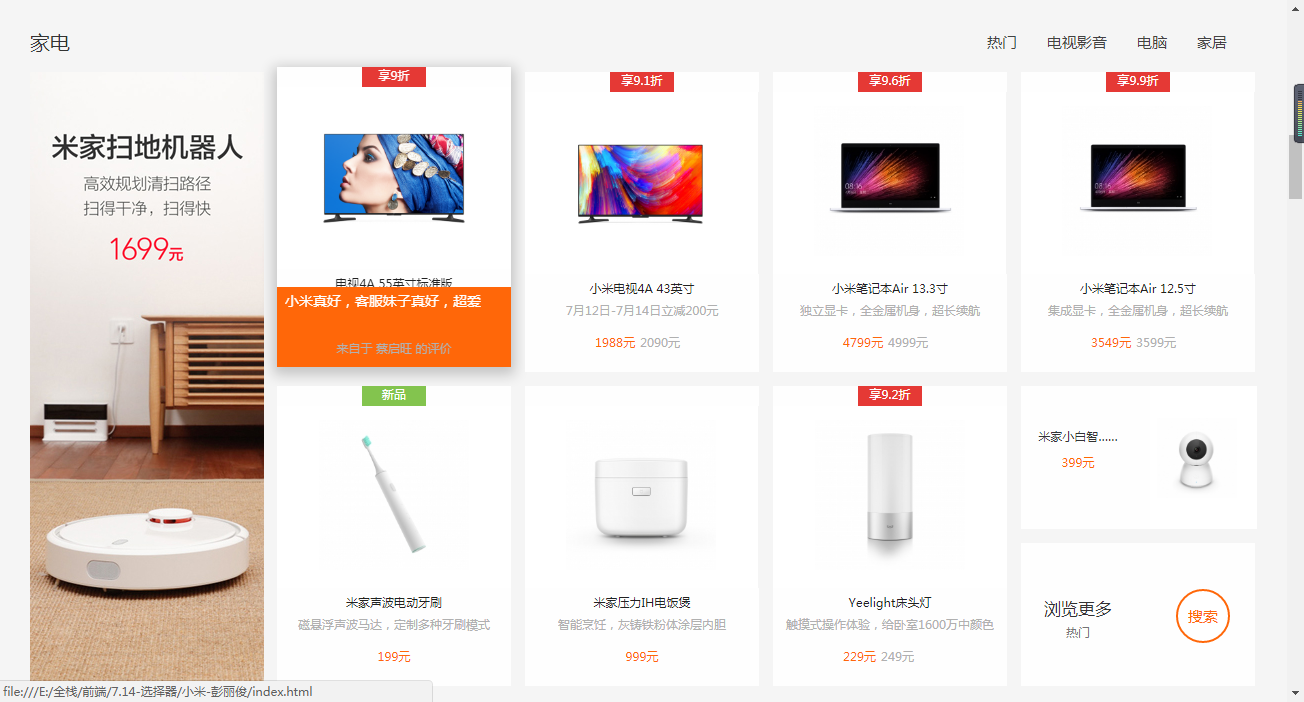 家电
热门 电视影音 电脑 家居
米家扫地机器人
高效规划清扫路径
扫得干净，扫得快
1699元
享9折
电视4A 55英寸标准版
小米真好，客服妹子真好，超爱
来自于 蔡启旺 的评价
享9.1折
小米电视4A 43英寸
7月12日-7月14日立减200元
1988元 2090元
享9.6折
08:16
小米笔记本Air 13.3寸
独立显卡，全金属机身，超长续航
4799元 4999元
享9.9折
08:16
小米笔记本Air 12.5寸
集成显卡，全金属机身，超长续航
3549元 3599元
新品
米家声波电动牙刷
磁悬浮声波马达，定制多种牙刷模式
199元
米家压力IH电饭煲
智能烹饪，灰铸铁粉体涂层内胆
999元
享9.2折
Yeelight床头灯
触摸式操作体验，给卧室1600万中颜色
229元 249元
米家小白智......
399元
浏览更多
热门
搜索
file:///E:/全栈/前端/7.14-选择器/小米-彭丽俊/index.html